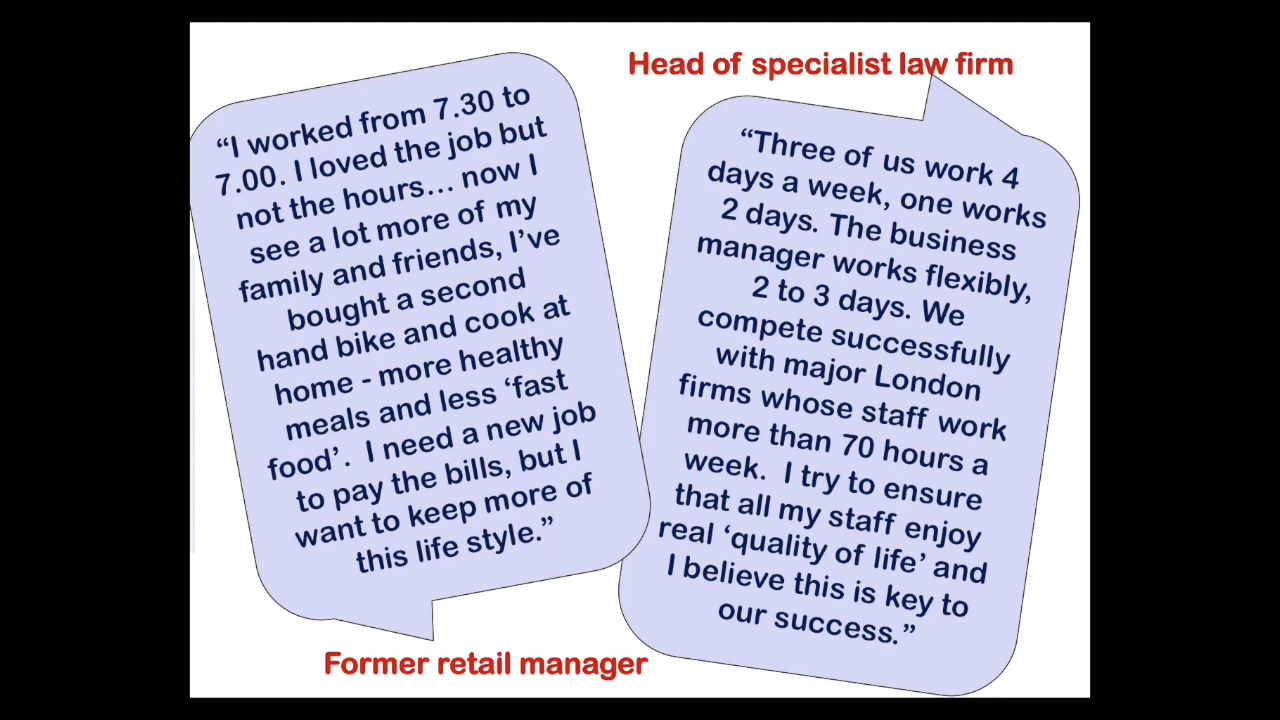 Head of specialist law firm
“I worked from 7.30 to
7.00. I loved the job but
not the hours... now I
see a lot more of my
family and friends, I’ve
bought a second
hand bike and cook at
home - more healthy
meals and less ‘fast
food’.  I need a new job
to pay the bills, but I
want to keep more of
this life style.”
Former retail manager
“Three of us work 4
days a week, one works
2 days. The business
manager works flexibly,
2 to 3 days. We
compete successfully
with major London
firms whose staff work
more than 70 hours a
week.  I try to ensure
that all my staff enjoy
real ‘quality of life’ and
I believe this is key to
our success.”